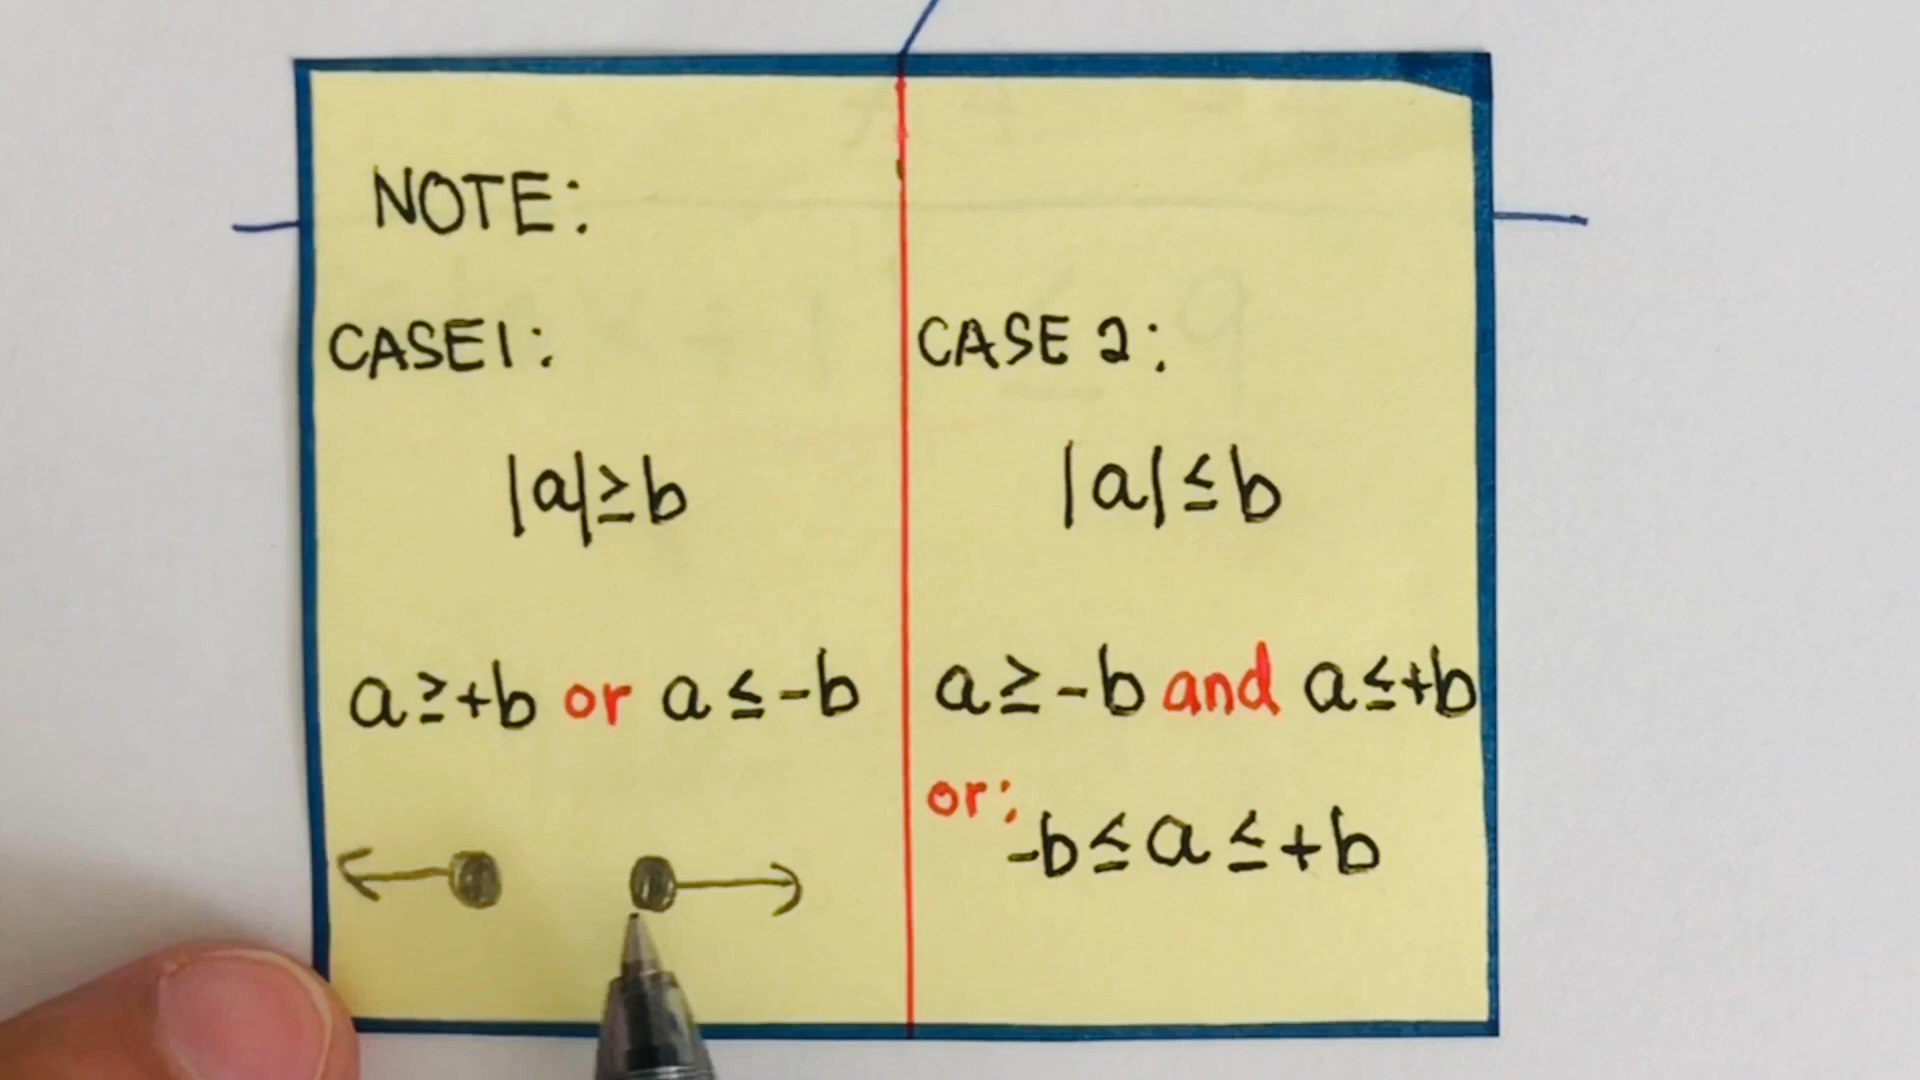 NOTE:
CASE1:
|a|≥b
a≥+b or a≤-b
CASE 2:
|a|≤b
a≥-b and a≤+b
or:
-b≤a≤+b